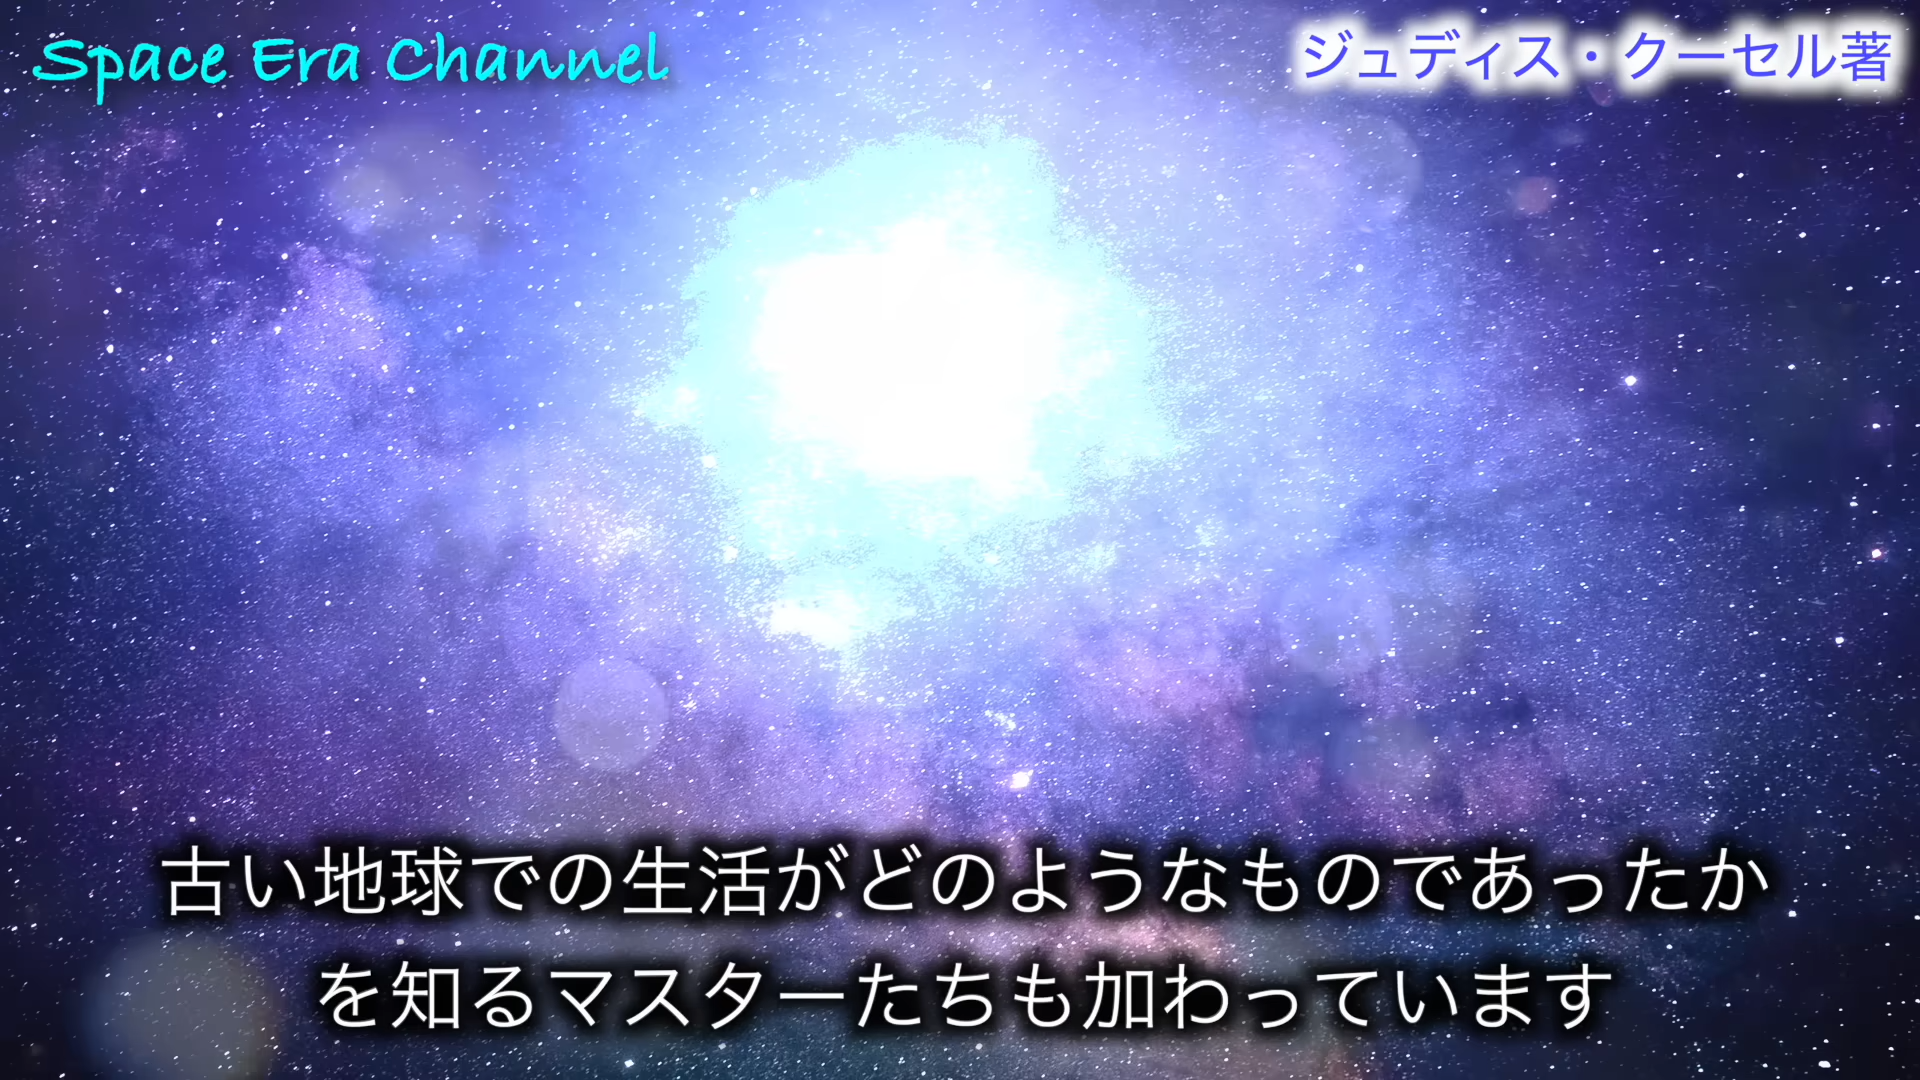 Space Era Channel
ジュディス・クーセル著
古い地球での生活がどのようなものであったか
を知るマスターたちも加わっています